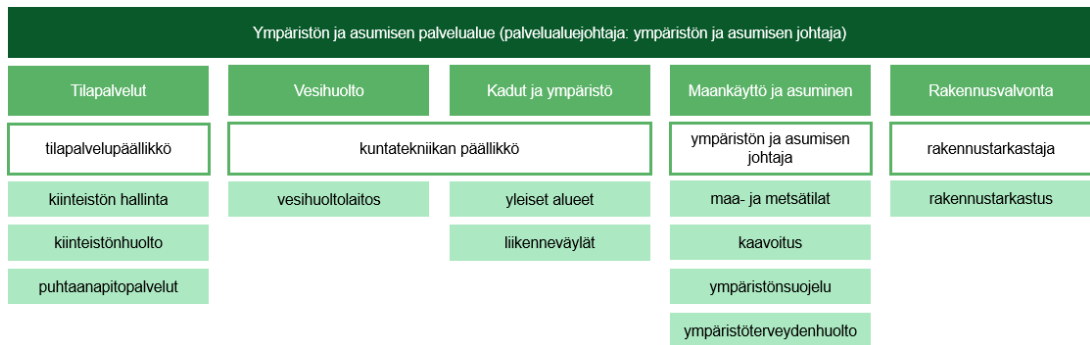 Ympäristön ja asumisen palvelualue (palvelualuejohtaja: ympäristön ja asumisen johtaja)
Tilapalvelut
Vesihuolto
Kadut ja ympäristö
Maankäyttö ja asuminen
Rakennusvalvonta
tilapalvelupäällikkö
kuntatekniikan päällikkö
ympäristön ja asumisen
johtaja
rakennustarkastaja
kiinteistön hallinta
vesihuoltolaitos
yleiset alueet
maa- ja metsätilat
rakennustarkastus
kiinteistönhuolto
liikenneväylät
kaavoitus
puhtaanapitopalvelut
ympäristönsuojelu
ympäristöterveydenhuolto